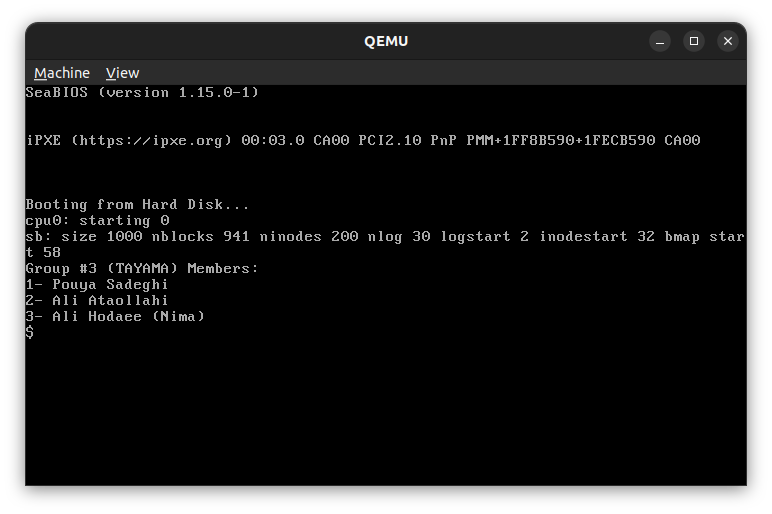 QEMU
Machine View
SeaBIOS (version 1.15.0-1)
iPXE (https://ipxe.org) 00:03.0 CA00 PCI2.10 PnP PMM+1FF8B590+1FECB590 CA00
Booting from Hard Disk...
cpu0: starting 0
sb: size 1000 nblocks 941 ninodes 200 nlog 30 logstart 2 inodestart 32 bmap star
t 58
Group #3 (TAYAMA) Members:
1- Pouya Sadeghi
2- Ali Ataollahi
3- Ali Hodaee (Nima)
$